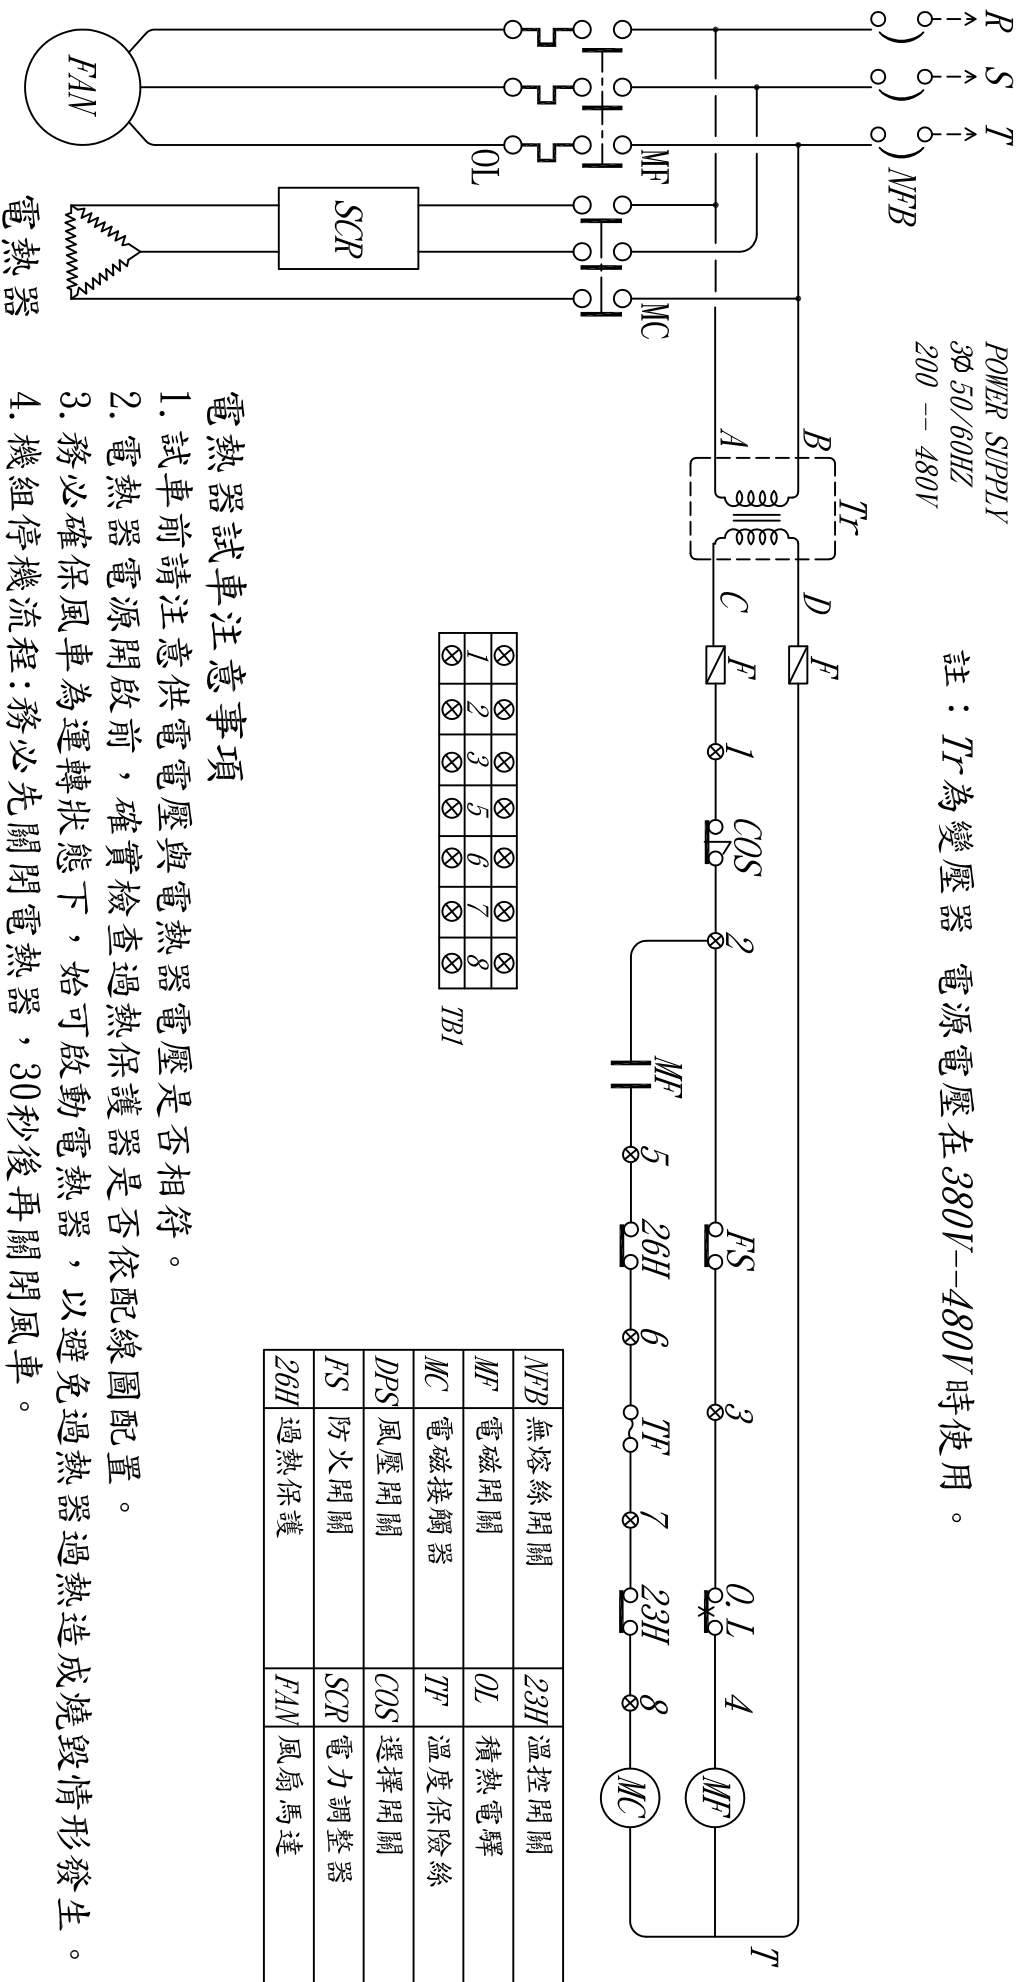 R
S
T
NFB
MF
OL
FAN
SCR
MC
電熱器
POWER SUPPLY
3Φ 50/60HZ
200 -- 480V
A
B
Tr
C
D
F
F
註：Tr為變壓器 電源電壓在380V--480V時使用。
1
COS
2
FS
3
O.L
4
MF
T
MF
5
26H
6
TF
7
23H
8
MC
1 2 3 5 6 7 8
TB1
NFB 無熔絲開關 23H 溫控開關
MF 電磁開關 OL 積熱電驛
MC 電磁接觸器 TF 溫度保險絲
DPS 風壓開關 COS 選擇開關
FS 防火開關 SCR 電力調整器
26H 過熱保護 FAN 風扇馬達
電熱器試車注意事項
1. 試車前請注意供電電壓與電熱器電壓是否相符。
2. 電熱器電源開啟前，確實檢查過熱保護器是否依配線圖配置。
3. 務必確保風車為運轉狀態下，始可啟動電熱器，以避免過熱器過熱造成燒毀情形發生。
4. 機組停機流程:務必先關閉電熱器，30秒後再關閉風車。